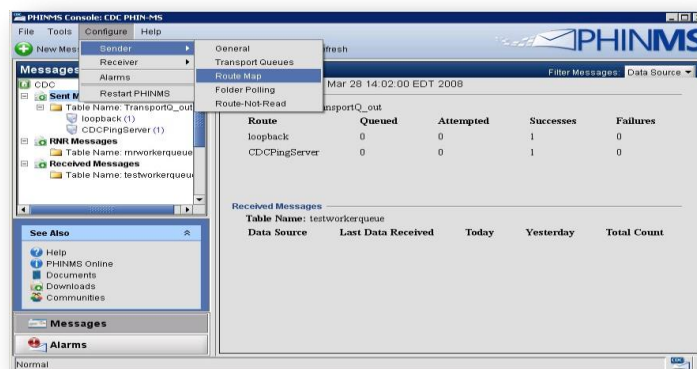 PHINMS Console: CDC PHIN-MS
File Tools Configure Help
PHINMS
New Mess
Sender
General
fresh
Receiver
Transport Queues
Alarms
Route Map
Restart PHINMS
Folder Polling
Route-Not-Read
Messages
Filter Messages: Data Source
CDC
Mar 28 14:02:00 EDT 2008
Sent M
Table Name: TransportQ_out
nsportQ_out
loopback (1)
CDCPingServer (1)
RNR Messages
Table Name: rnrworkerqueue
Received Messages
Table Name: testworkerqueue
Route Queued Attempted Successes Failures
loopback 0 0 1 0
CDCPingServer 0 0 1 0
Received Messages
Table Name: testworkerqueue
Data Source Last Data Received Today Yesterday Total Count
See Also
Help
PHINMS Online
Documents
Downloads
Communities
Messages
Alarms
Normal